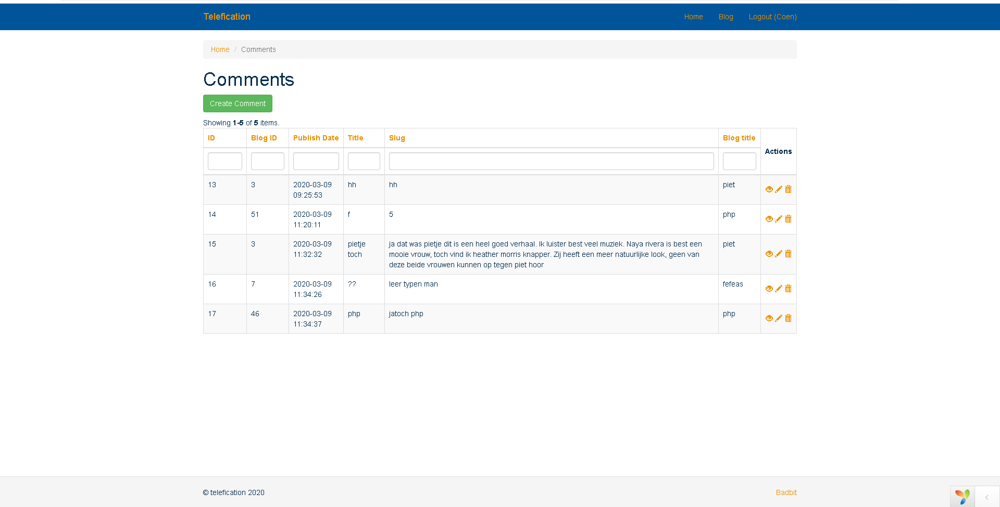 Telefication Home Blog Logout (Coen)
Home / Comments
Comments
Create Comment
Showing 1-5 of 5 items.
ID Blog ID Publish Date Title Slug Blog title
Actions
13 3 2020-03-09 hh hh piet
09:25:53
14 51 2020-03-09 f 5 php
11:20:11
15 3 2020-03-09 pietje ja dat was pietje dit is een heel goed verhaal. Ik luister best veel muziek. Naya rivera is best een piet
11:32:32 toch mooie vrouw, toch vind ik heather morris knapper. Zij heeft een meer natuurlijke look, geen van
deze beide vrouwen kunnen op tegen piet hoor
16 7 2020-03-09 ?? leer typen man fefeas
11:34:26
17 46 2020-03-09 php jatoch php php
11:34:37
© telefication 2020 Badbit